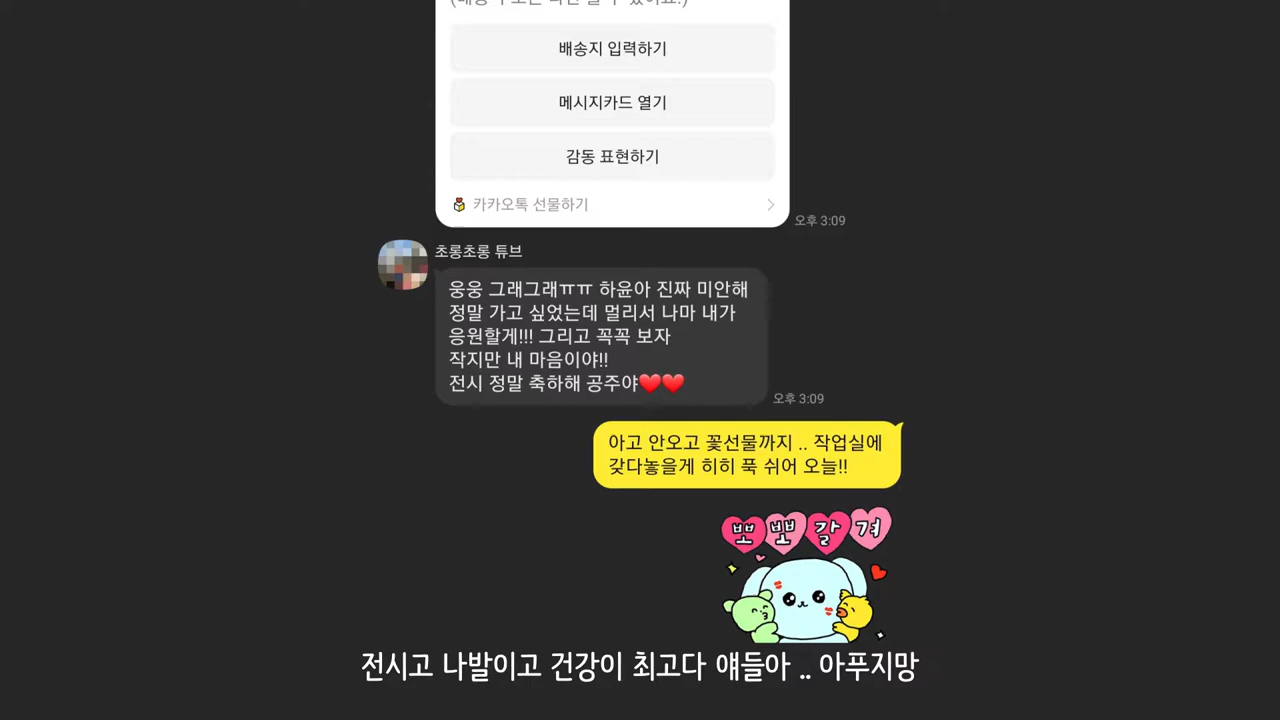 배송지 입력하기
메시지카드 열기
감동 표현하기
카카오톡 선물하기
오후 3:09
초롱초롱 튜브
웅웅 그래그래ㅠㅠ 하윤아 진짜 미안해
정말 가고 싶었는데 멀리서 나마 내가
응원할게!!! 그리고 꼭꼭 보자
작지만 내 마음이야!!
전시 정말 축하해 공주야❤️❤️
오후 3:09
아고 안오고 꽃선물까지 .. 작업실에
갖다놓을게 히히 푹 쉬어 오늘!!
뽀뽀갈겨
전시고 나발이고 건강이 최고다 얘들아 .. 아푸지망